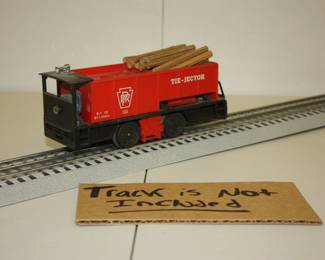 TIE-JECTOR
Track is Not
Included